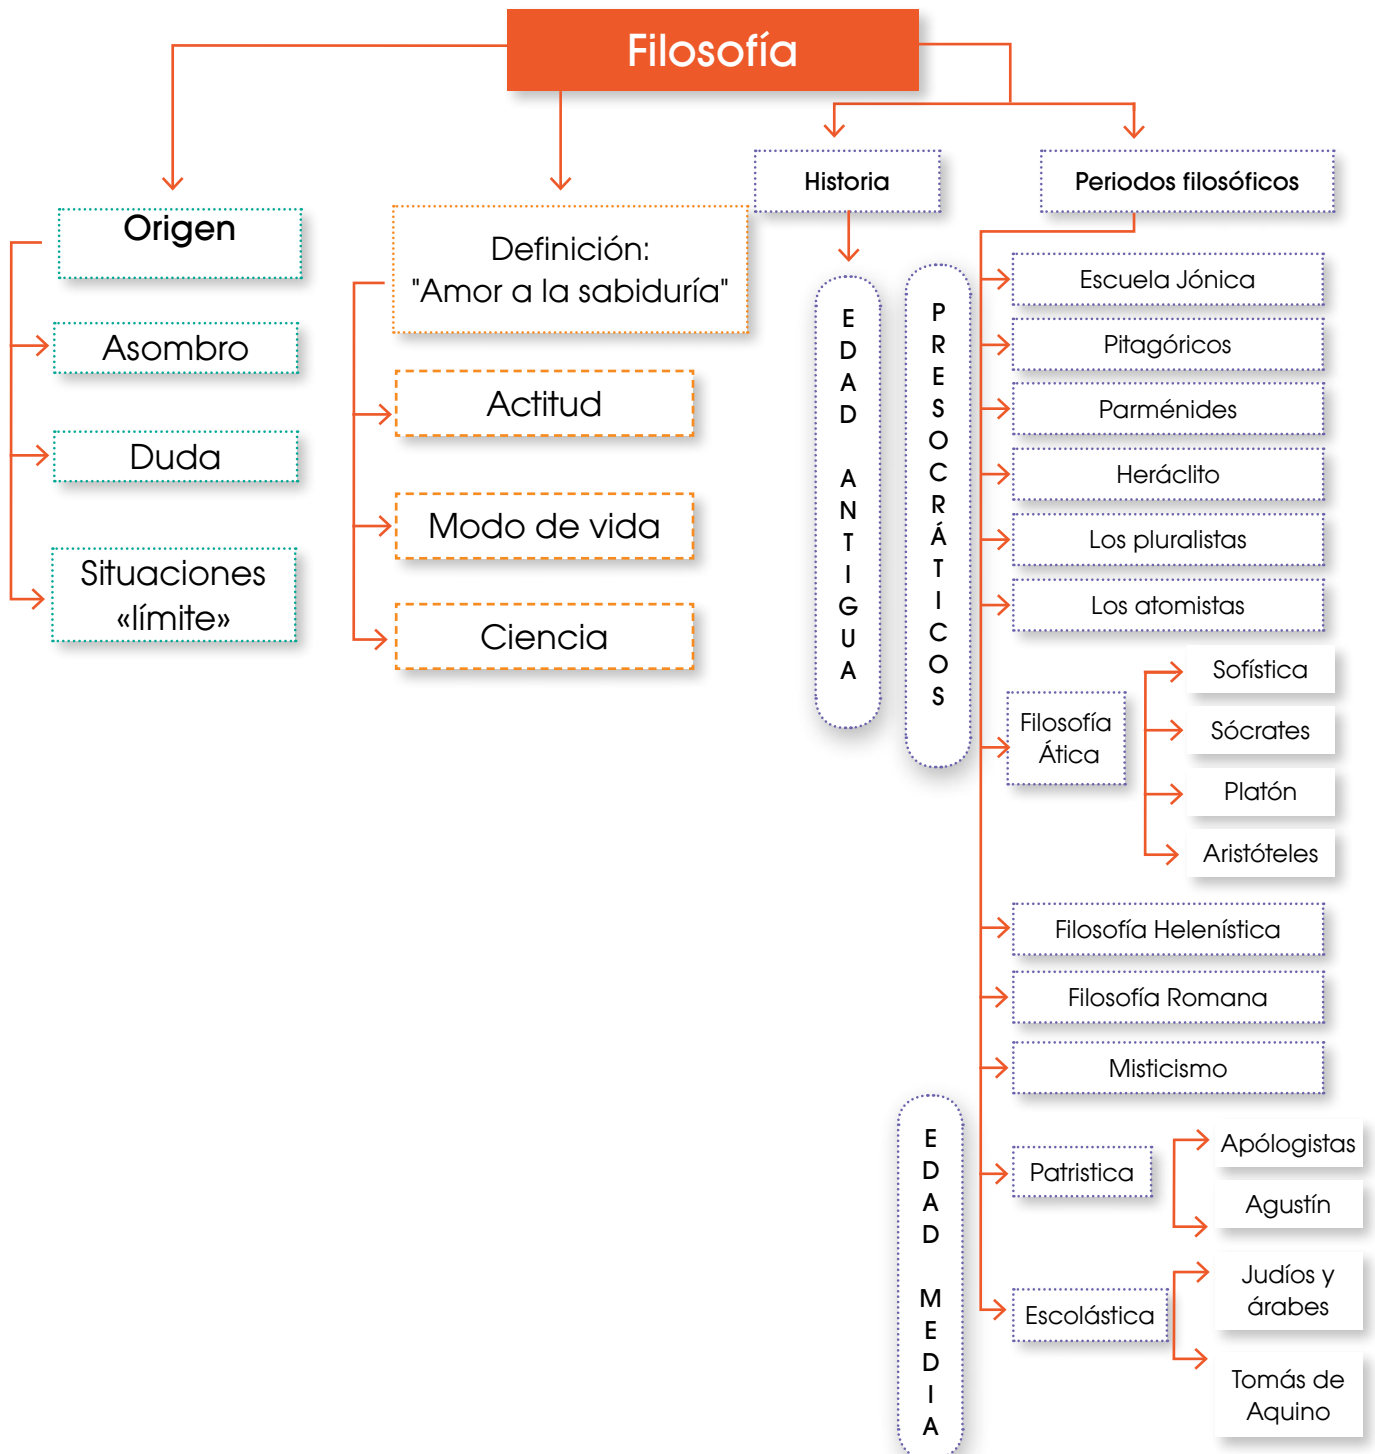 Filosofía
Origen
Asombro
Duda
Situaciones
«límite»
Definición:
"Amor a la sabiduría"
Actitud
Modo de vida
Ciencia
Historia
EDAD ANTIGUA
Periodos filosóficos
PRESOCRÁTICOS
Escuela Jónica
Pitagóricos
Parménides
Heráclito
Los pluralistas
Los atomistas
Filosofía
Ática
Sofística
Sócrates
Platón
Aristóteles
Filosofía Helenística
Filosofía Romana
Misticismo
EDAD MEDIA
Patristica
Apólogistas
Agustín
Escolástica
Judíos y
árabes
Tomás de
Aquino